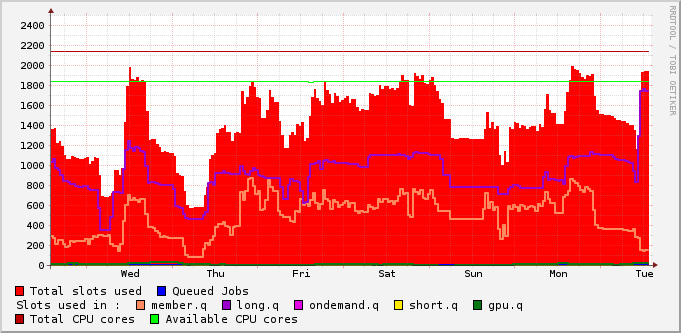 RRDTOOL / TOBI OETIKER
2400
2200
2000
1800
1600
1400
1200
1000
800
600
400
200
0
Wed Thu Fri Sat Sun Mon Tue
Total slots used Queued Jobs
Slots used in : member.q long.q ondemand.q short.q gpu.q
Total CPU cores Available CPU cores